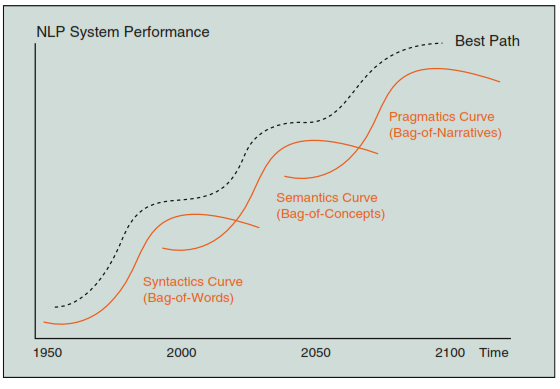 NLP System Performance
Best Path
Pragmatics Curve
(Bag-of-Narratives)
Semantics Curve
(Bag-of-Concepts)
Syntactics Curve
(Bag-of-Words)
1950 2000 2050 2100 Time